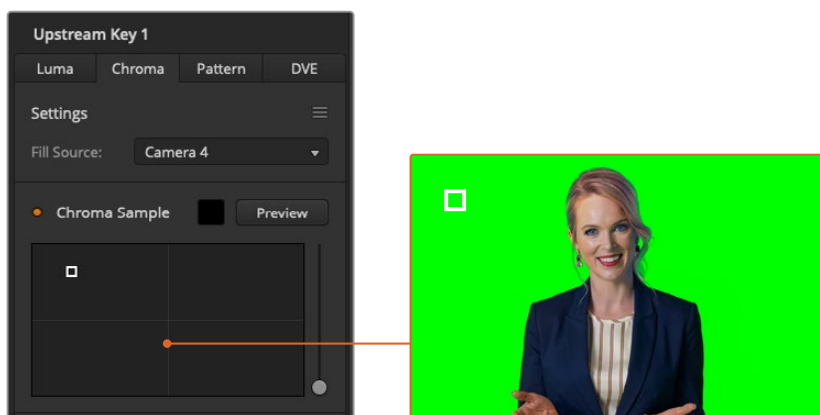 Upstream Key 1
Luma Chroma Pattern DVE
Settings
Fill Source: Camera 4
Chroma Sample Preview